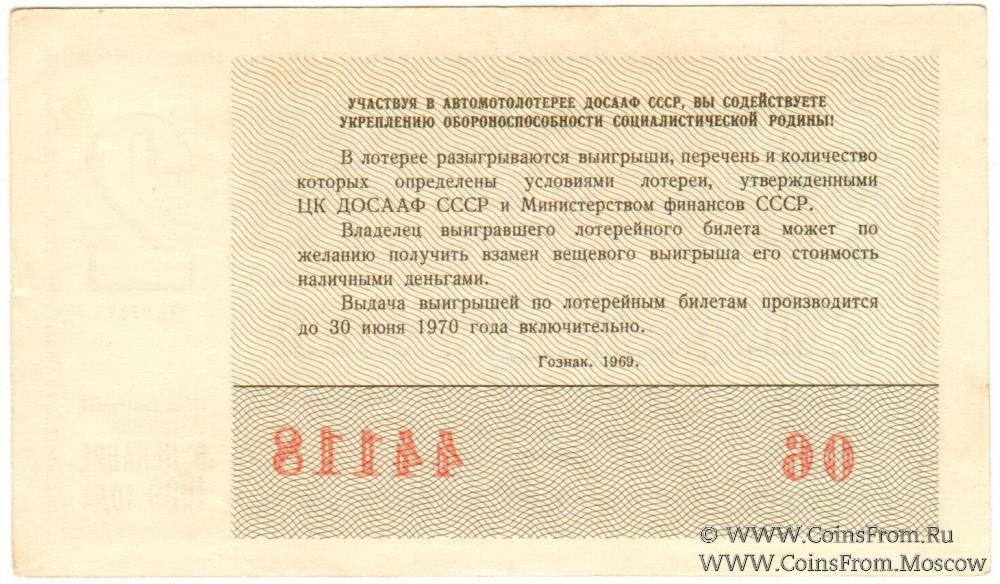 УЧАСТВУЯ В АВТОМОТОЛОТЕРЕЕ ДОСААФ СССР, ВЫ СОДЕЙСТВУЕТЕ
УКРЕПЛЕНИЮ ОБОРОНОСПОСОБНОСТИ СОЦИАЛИСТИЧЕСКОЙ РОДИНЫ!
В лотерее разыгрываются выигрыши, перечень и количество
которых определены условиями лотереи, утвержденными
ЦК ДОСААФ СССР и Министерством финансов СССР.
Владелец выигравшего лотерейного билета может по
желанию получить взамен вещевого выигрыша его стоимость
наличными деньгами.
Выдача выигрышей по лотерейным билетам производится
до 30 июня 1970 года включительно.
Гознак. 1969.
44118 06
© WWW.CoinsFrom.Ru
WWW.CoinsFrom.Moscow